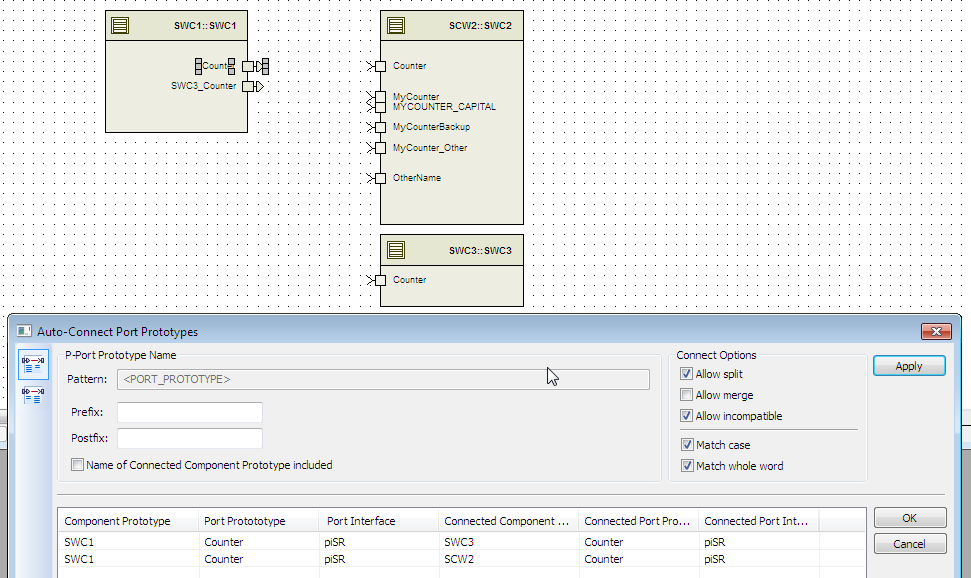 SWC1::SWC1
Counter
SWC3_Counter
SCW2::SWC2
Counter
MyCounter
MYCOUNTER_CAPITAL
MyCounterBackup
MyCounter_Other
OtherName
SWC3::SWC3
Counter
Auto-Connect Port Prototypes
P-Port Prototype Name
Pattern: <PORT_PROTOTYPE>
Prefix:
Postfix:
Name of Connected Component Prototype included
Connect Options
Allow split
Allow merge
Allow incompatible
Match case
Match whole word
Apply
Component Prototype Port Protototype Port Interface Connected Component ... Connected Port Pro... Connected Port Int...
SWC1 Counter piSR SWC3 Counter piSR
SWC1 Counter piSR SCW2 Counter piSR
OK
Cancel